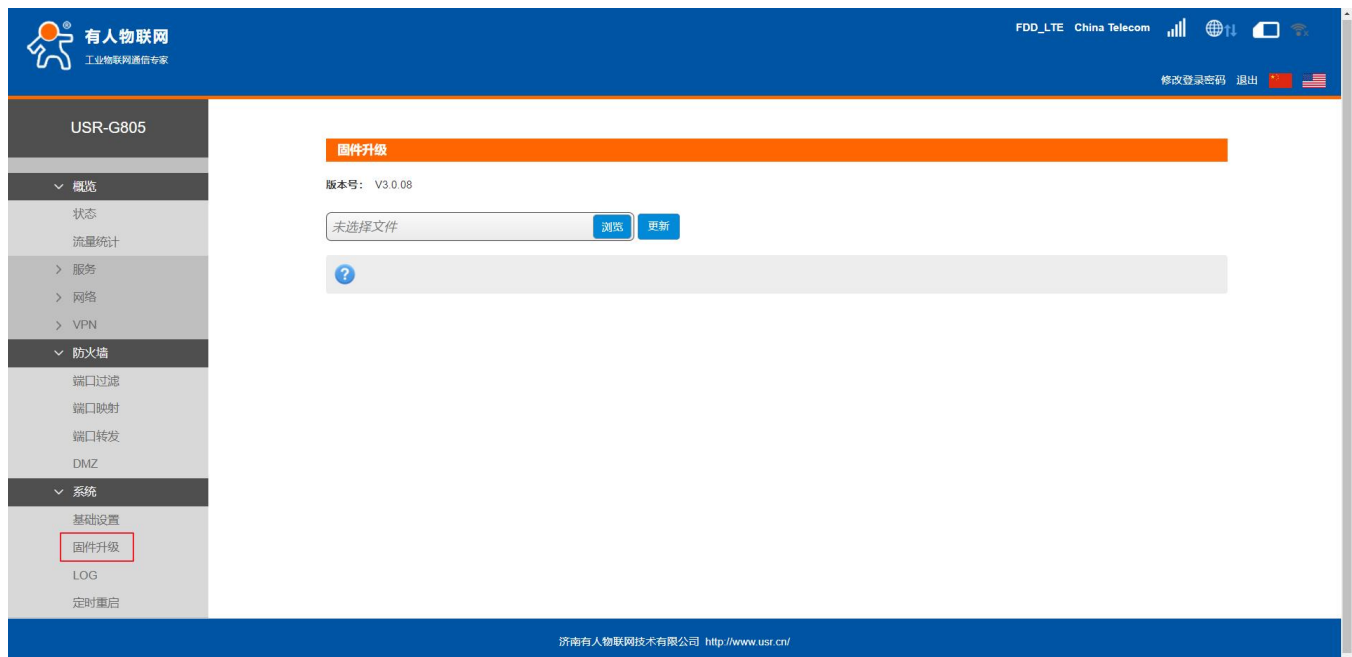 有人物联网
工业物联网通信专家
FDD_LTE China Telecom
修改登录密码 退出
USR-G805
概览
状态
流量统计
服务
网络
VPN
防火墙
端口过滤
端口映射
端口转发
DMZ
系统
基础设置
固件升级
LOG
定时重启
固件升级
版本号： V3.0.08
未选择文件 浏览 更新
济南有人物联网技术有限公司 http://www.usr.cn/